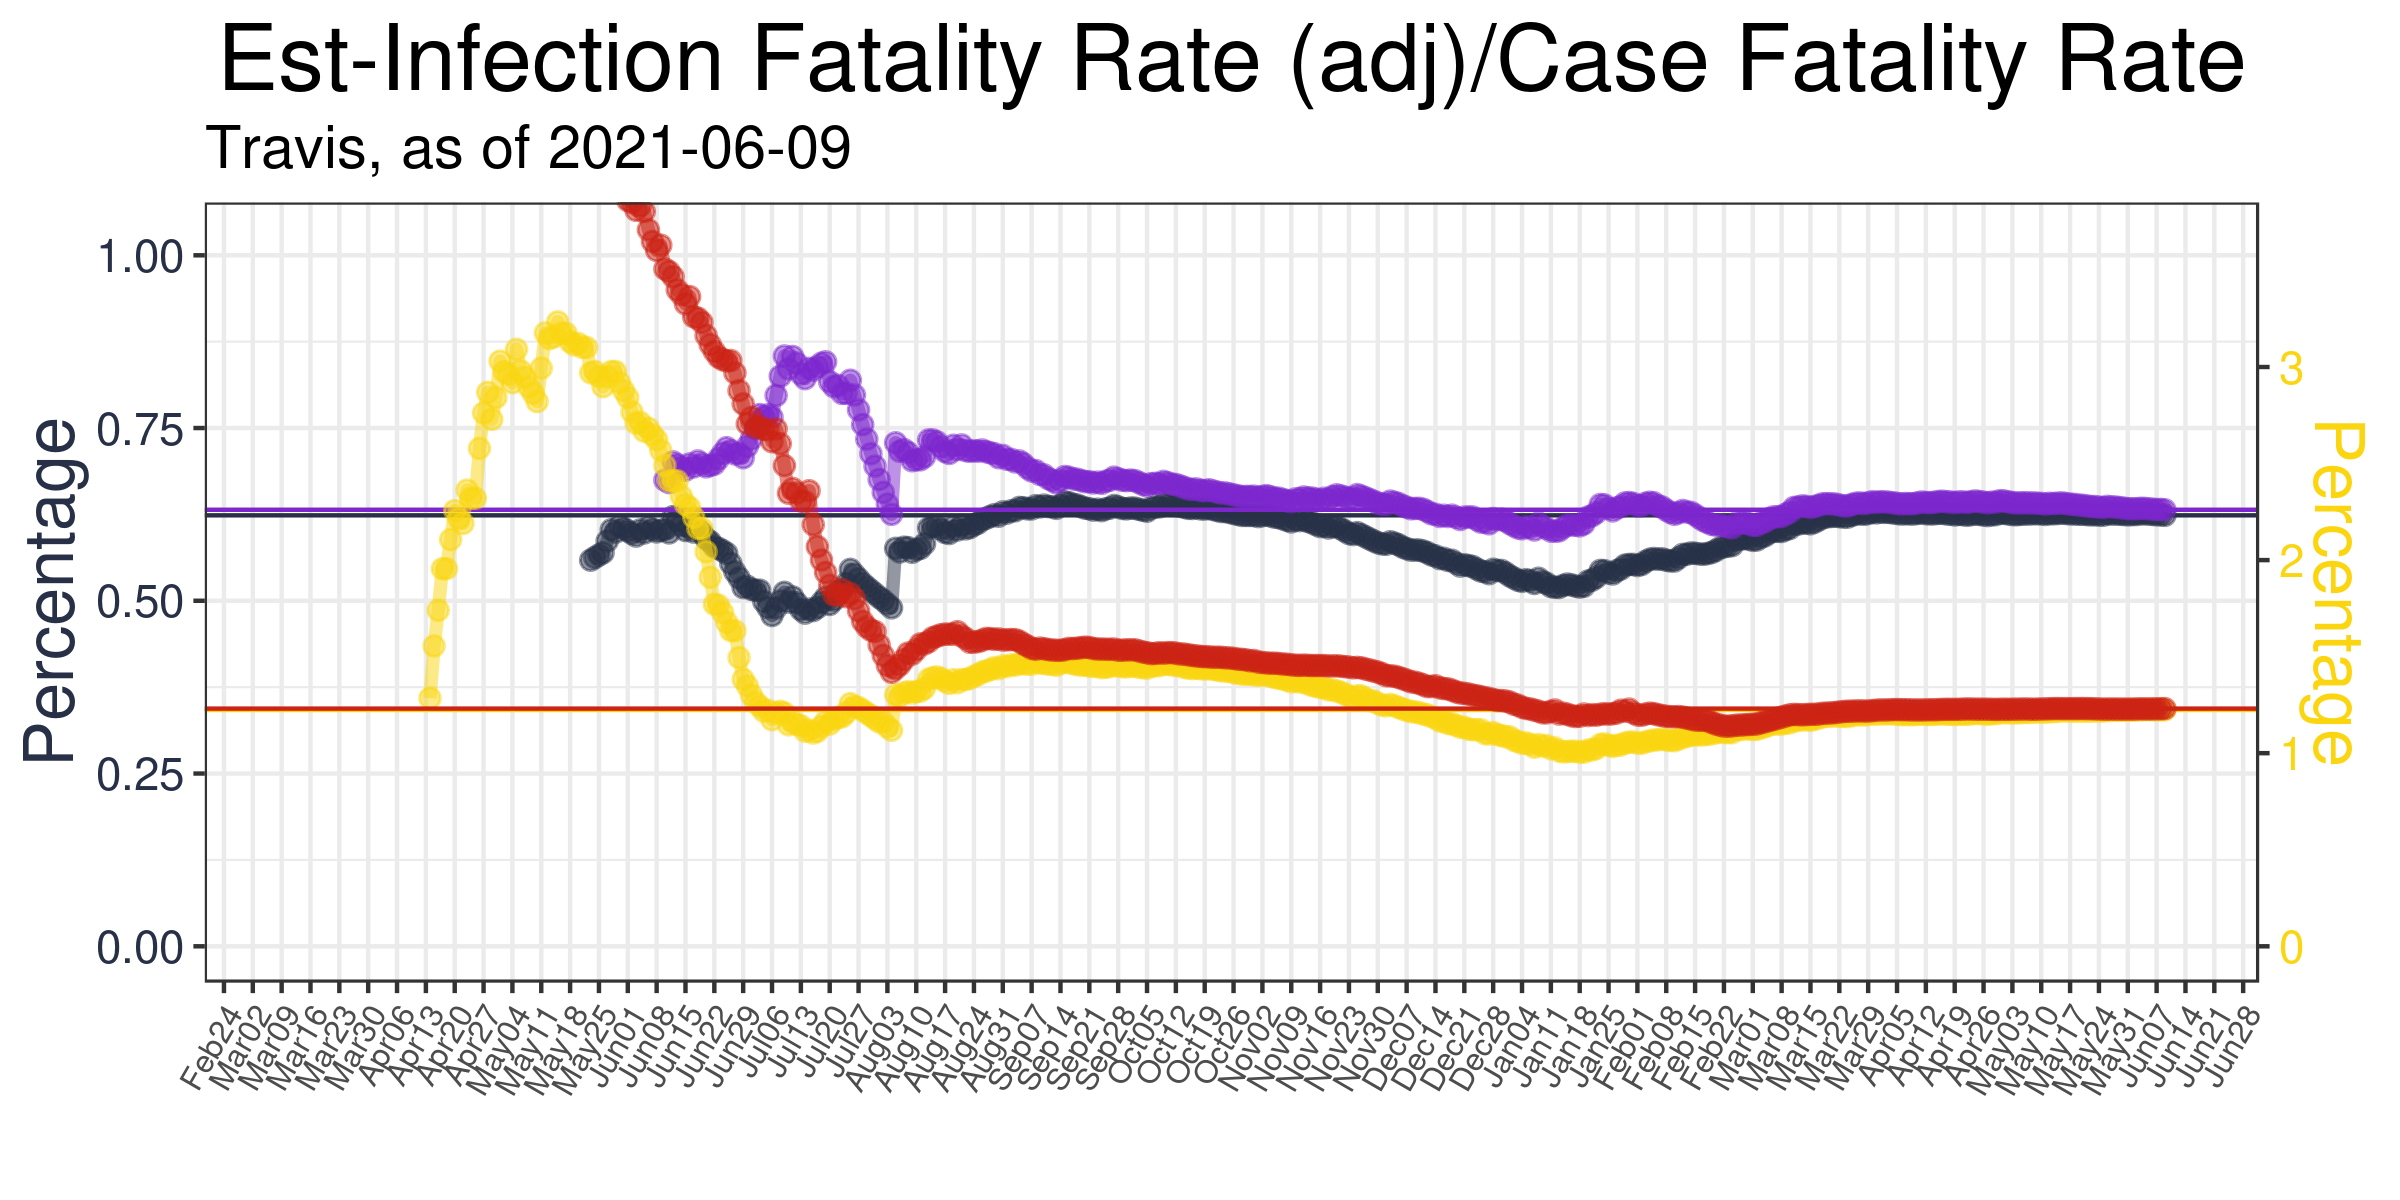 Est-Infection Fatality Rate (adj)/Case Fatality Rate
Travis, as of 2021-06-09
Percentage
1.00
0.75
0.50
0.25
0.00
3
2
1
0
Percentage
Feb24
Mar02
Mar09
Mar16
Mar23
Mar30
Apr06
Apr13
Apr20
Apr27
May04
May11
May18
May25
Jun01
Jun08
Jun15
Jun22
Jun29
Jul06
Jul13
Jul20
Jul27
Aug03
Aug10
Aug17
Aug24
Aug31
Sep07
Sep14
Sep21
Sep28
Oct05
Oct12
Oct19
Oct26
Nov02
Nov09
Nov16
Nov23
Nov30
Dec07
Dec14
Dec21
Dec28
Jan04
Jan11
Jan18
Jan25
Feb01
Feb08
Feb15
Feb22
Mar01
Mar08
Mar15
Mar22
Mar29
Apr05
Apr12
Apr19
Apr26
May03
May10
May17
May24
May31
Jun07
Jun14
Jun21
Jun28